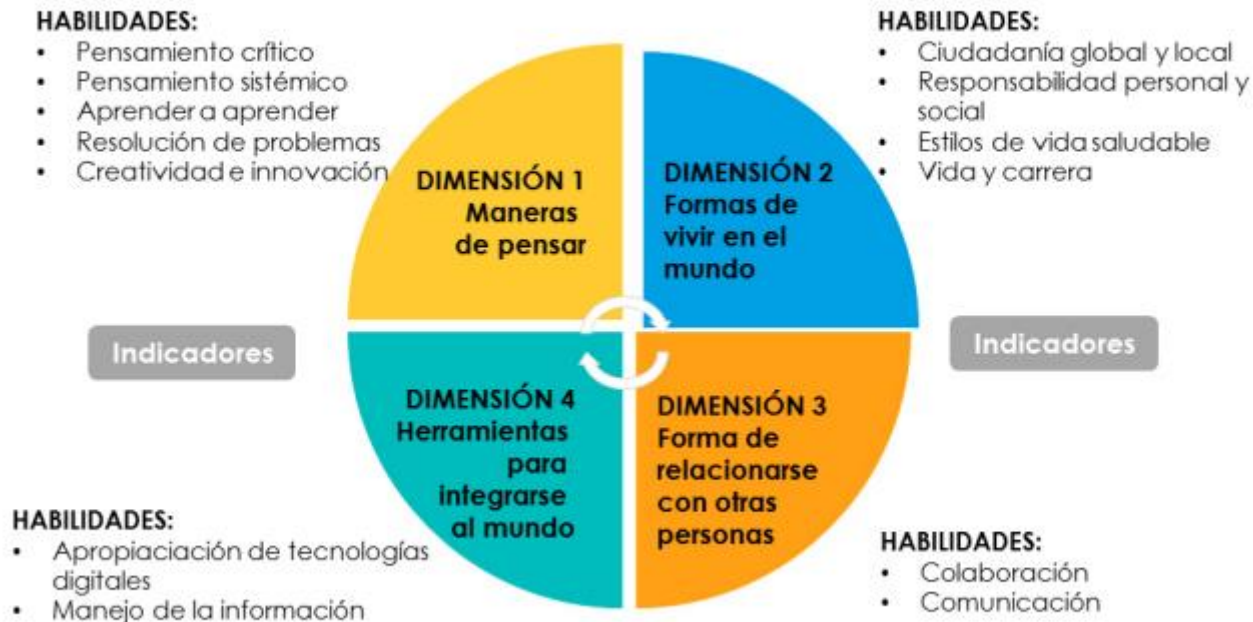 HABILIDADES:
• Pensamiento crítico
• Pensamiento sistémico
• Aprender a aprender
• Resolución de problemas
• Creatividad e innovación
HABILIDADES:
• Ciudadanía global y local
• Responsabilidad personal y
social
• Estilos de vida saludable
• Vida y carrera
DIMENSIÓN 1
Maneras
de pensar
DIMENSIÓN 2
Formas de
vivir en el
mundo
Indicadores
Indicadores
DIMENSIÓN 4
Herramientas
para
integrarse
al mundo
DIMENSIÓN 3
Forma de
relacionarse
con otras
personas
HABILIDADES:
• Apropiaciación de tecnologías
digitales
• Manejo de la información
HABILIDADES:
• Colaboración
• Comunicación